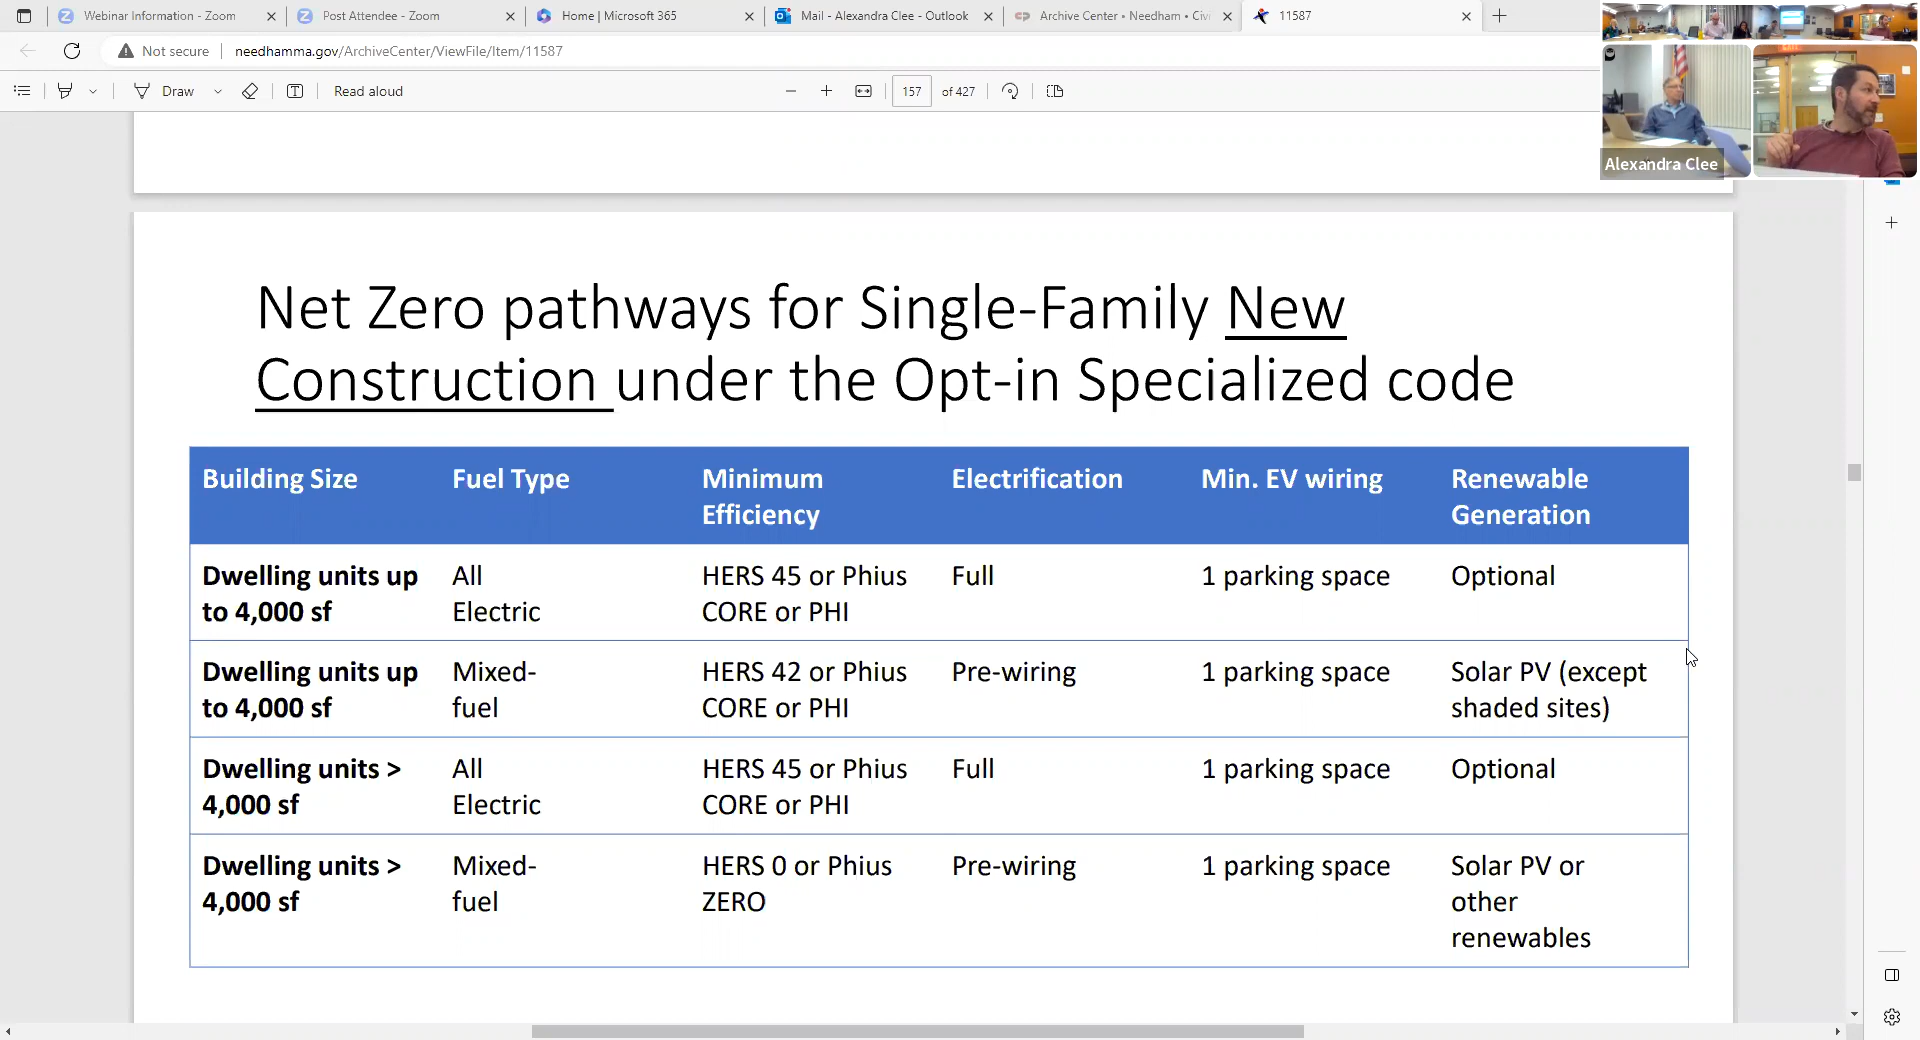 Webinar Information - Zoom
Post Attendee - Zoom
Home | Microsoft 365
Mail - Alexandra Clee - Outlook
Archive Center • Needham • Civi
11587
Not secure
needhamma.gov/ArchiveCenter/ViewFile/Item/11587
Draw
Read aloud
157
of 427
Alexandra Clee
Net Zero pathways for Single-Family New
Construction under the Opt-in Specialized code
Building Size
Fuel Type
Minimum
Efficiency
Electrification
Min. EV wiring
Renewable
Generation
Dwelling units up
to 4,000 sf
All
Electric
HERS 45 or Phius
CORE or PHI
Full
1 parking space
Optional
Dwelling units up
to 4,000 sf
Mixed-
fuel
HERS 42 or Phius
CORE or PHI
Pre-wiring
1 parking space
Solar PV (except
shaded sites)
Dwelling units >
4,000 sf
All
Electric
HERS 45 or Phius
CORE or PHI
Full
1 parking space
Optional
Dwelling units >
4,000 sf
Mixed-
fuel
HERS 0 or Phius
ZERO
Pre-wiring
1 parking space
Solar PV or
other
renewables